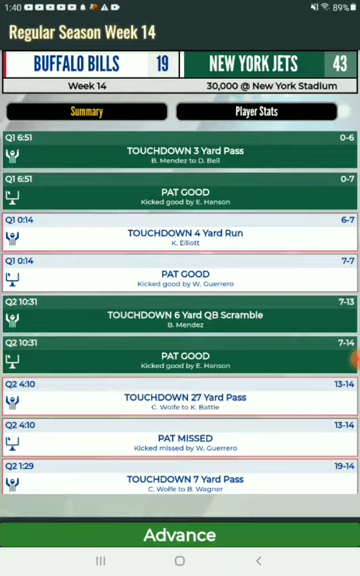 1:40
89%
Regular Season Week 14
BUFFALO BILLS 19 NEW YORK JETS 43
Week 14 30,000 @ New York Stadium
Summary Player Stats
Q1 6:51 0-6
TOUCHDOWN 3 Yard Pass
B. Mendez to D. Bell
Q1 6:51 0-7
PAT GOOD
Kicked good by E. Hanson
Q1 0:14 6-7
TOUCHDOWN 4 Yard Run
K. Elliott
Q1 0:14 7-7
PAT GOOD
Kicked good by W. Guerrero
Q2 10:31 7-13
TOUCHDOWN 6 Yard QB Scramble
B. Mendez
Q2 10:31 7-14
PAT GOOD
Kicked good by E. Hanson
Q2 4:10 13-14
TOUCHDOWN 27 Yard Pass
C. Wolfe to K. Battle
Q2 4:10 13-14
PAT MISSED
Kicked missed by W. Guerrero
Q2 1:29 19-14
TOUCHDOWN 7 Yard Pass
C. Wolfe to B. Wagner
Advance